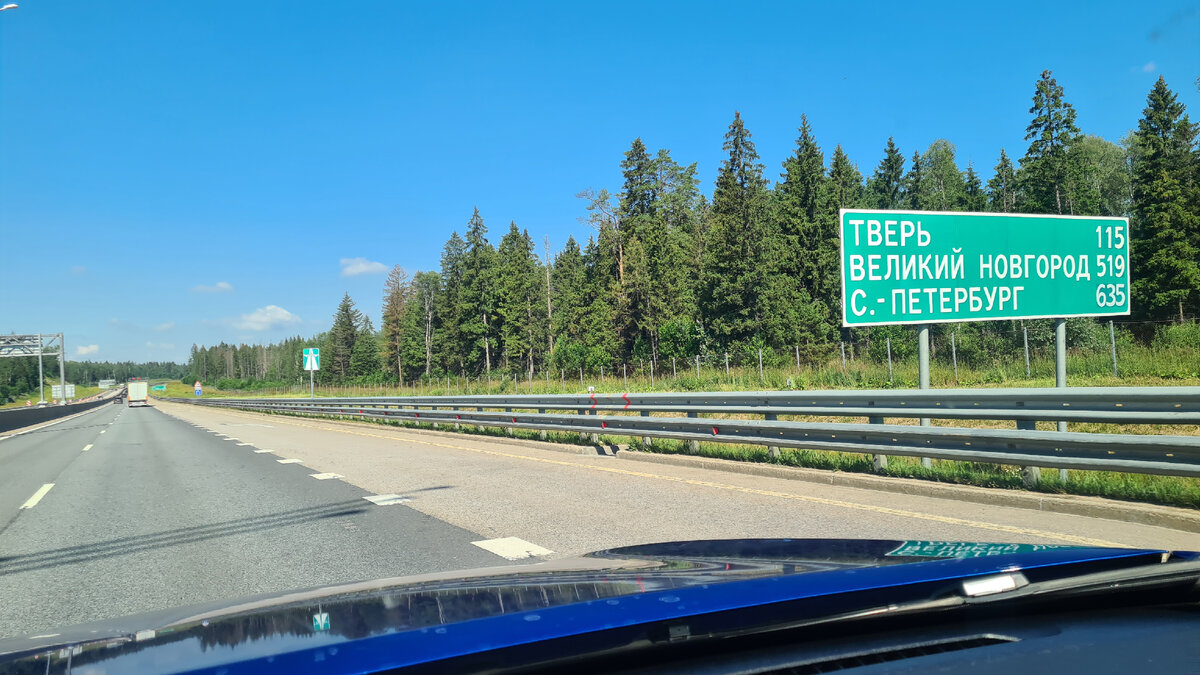 ТВЕРЬ 115
ВЕЛИКИЙ НОВГОРОД 519
С.-ПЕТЕРБУРГ 635